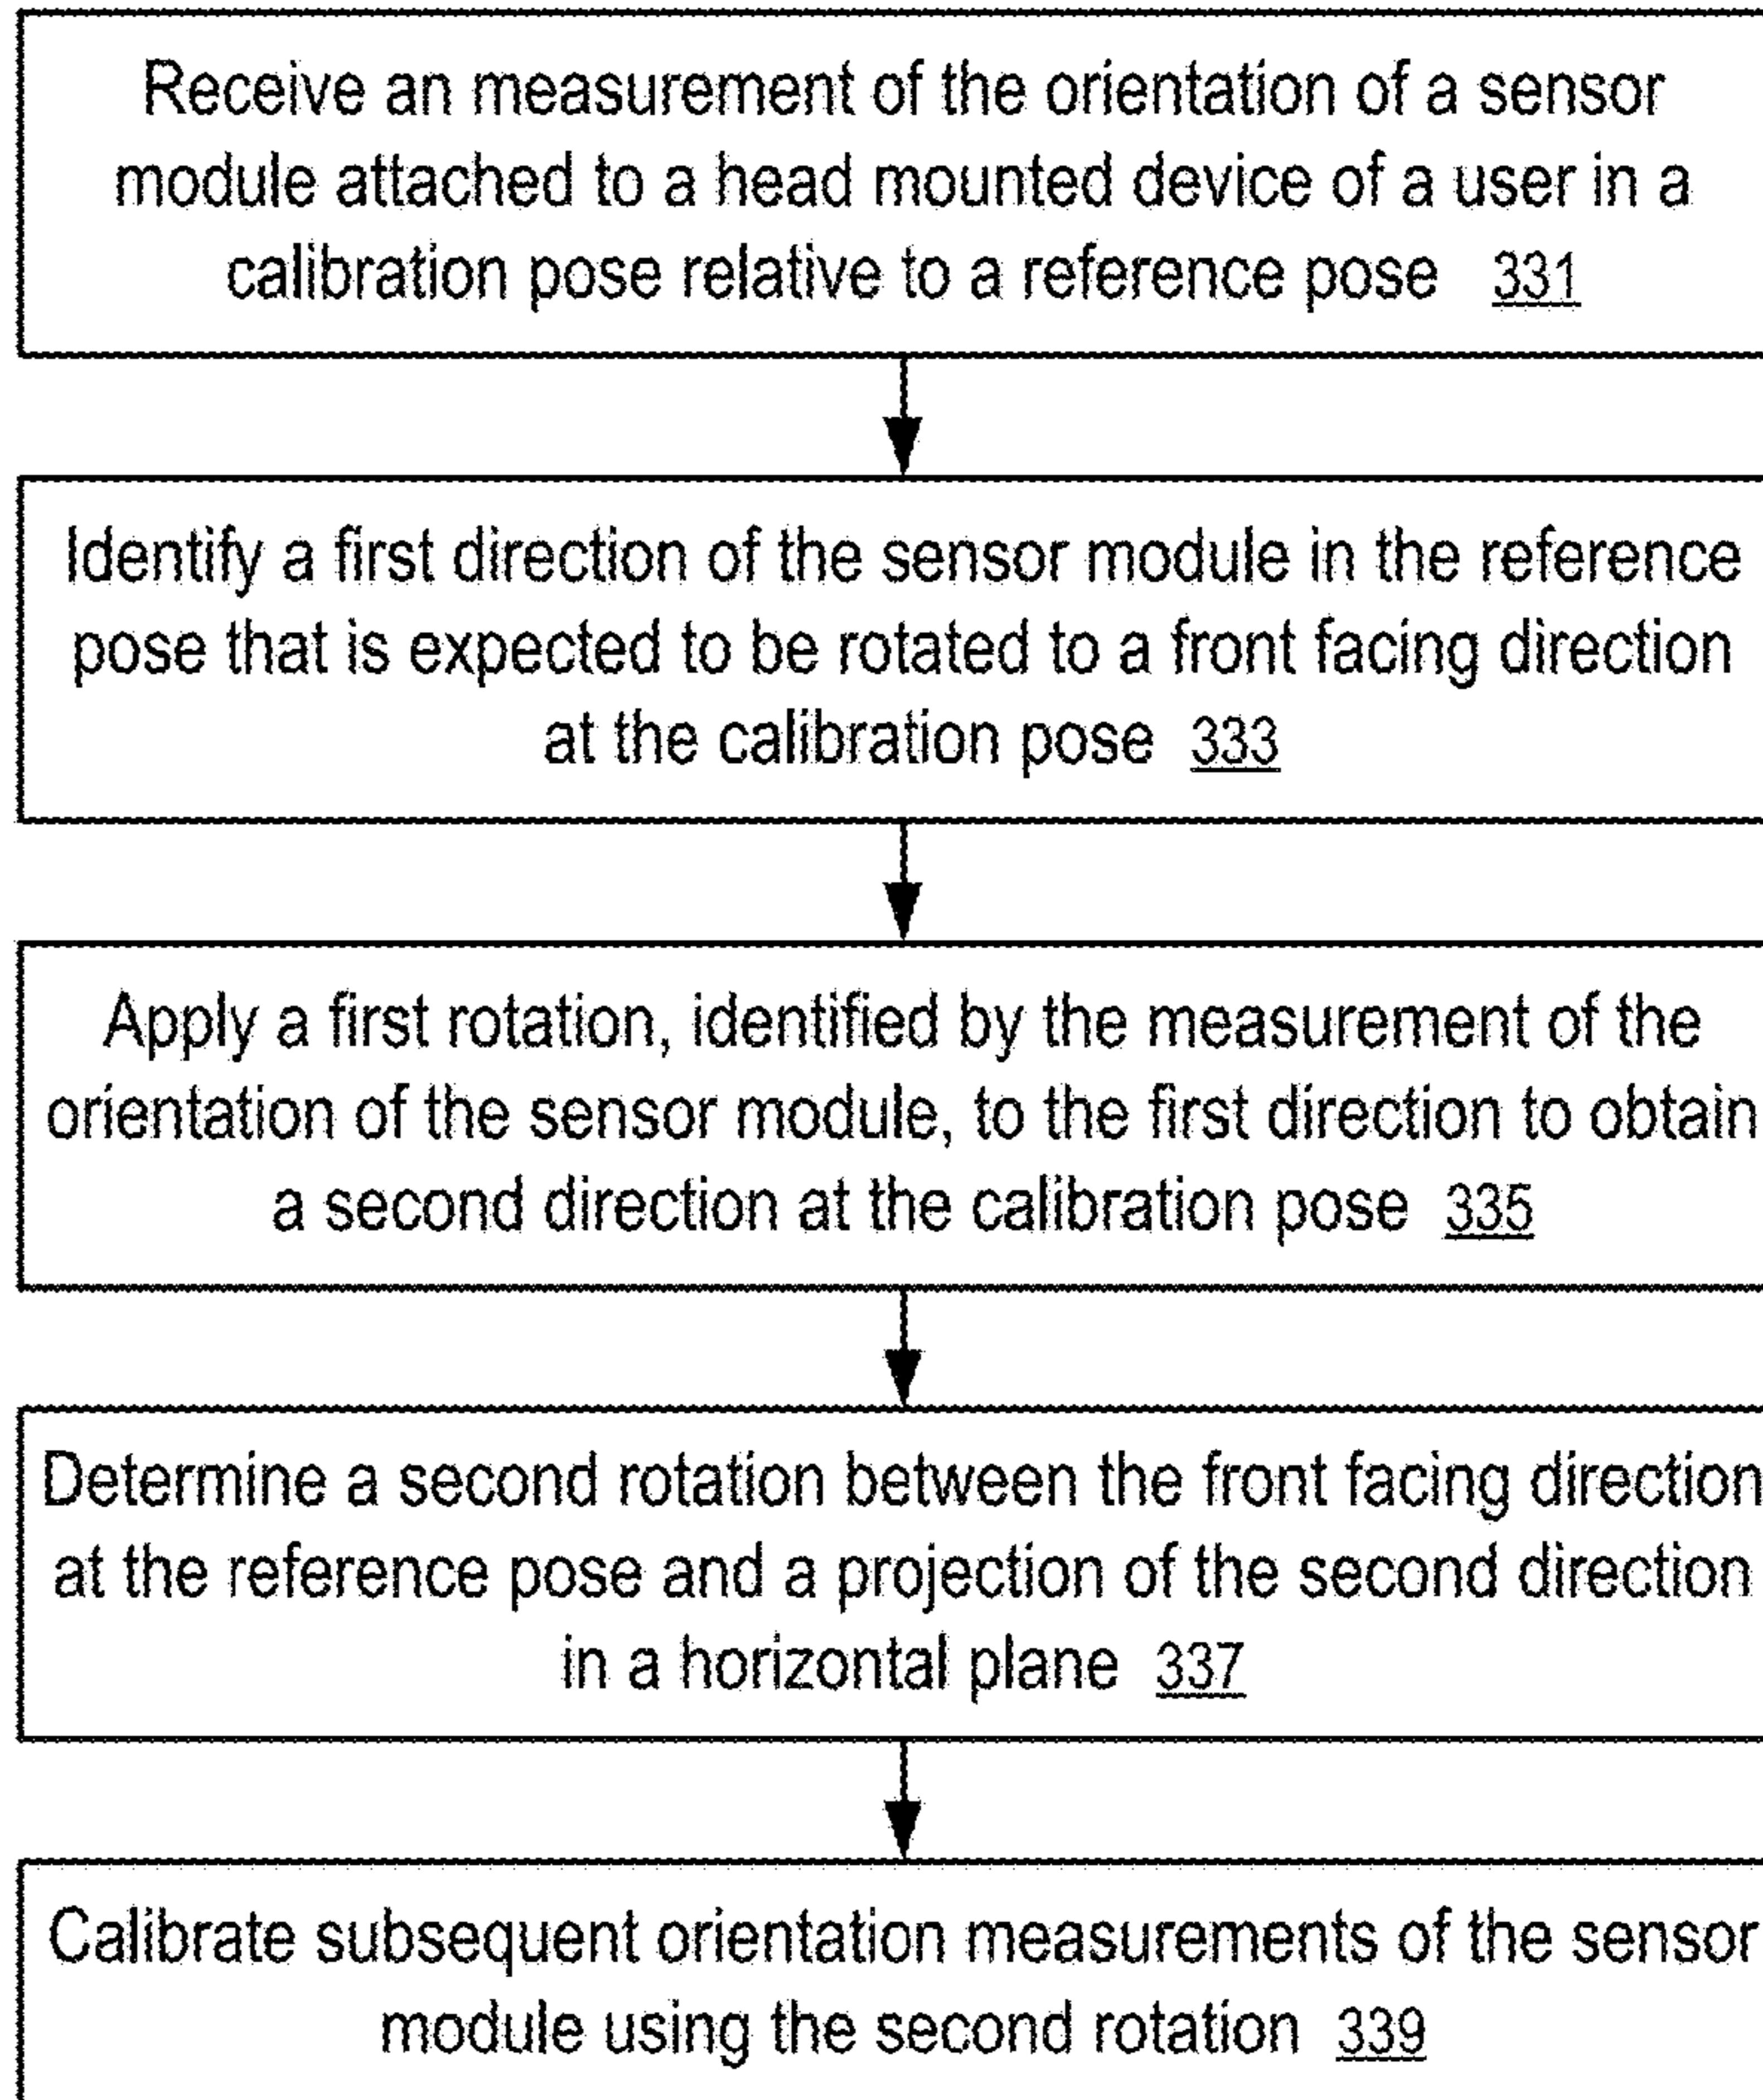 Receive an measurement of the orientation of a sensor
module attached to a head mounted device of a user in a
calibration pose relative to a reference pose 331
Identify a first direction of the sensor module in the reference
pose that is expected to be rotated to a front facing direction
at the calibration pose 333
Apply a first rotation, identified by the measurement of the
orientation of the sensor module, to the first direction to obtain
a second direction at the calibration pose 335
Determine a second rotation between the front facing direction
at the reference pose and a projection of the second direction
in a horizontal plane 337
Calibrate subsequent orientation measurements of the sensor
module using the second rotation 339